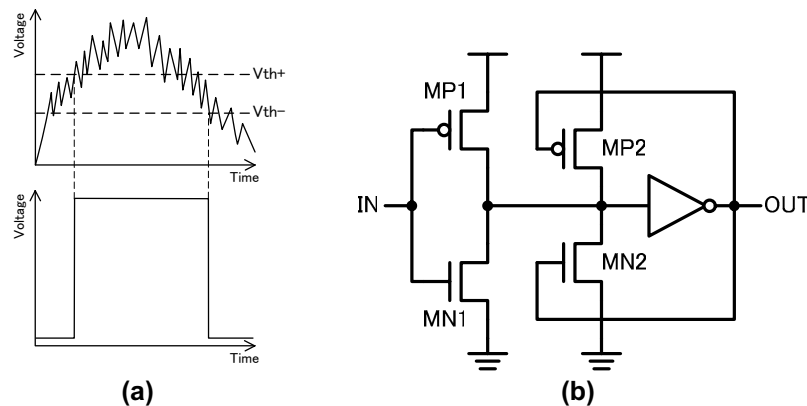 Voltage
Vth+
Vth-
Time
Voltage
Time
(a)
MP1
MP2
IN
OUT
MN2
MN1
(b)